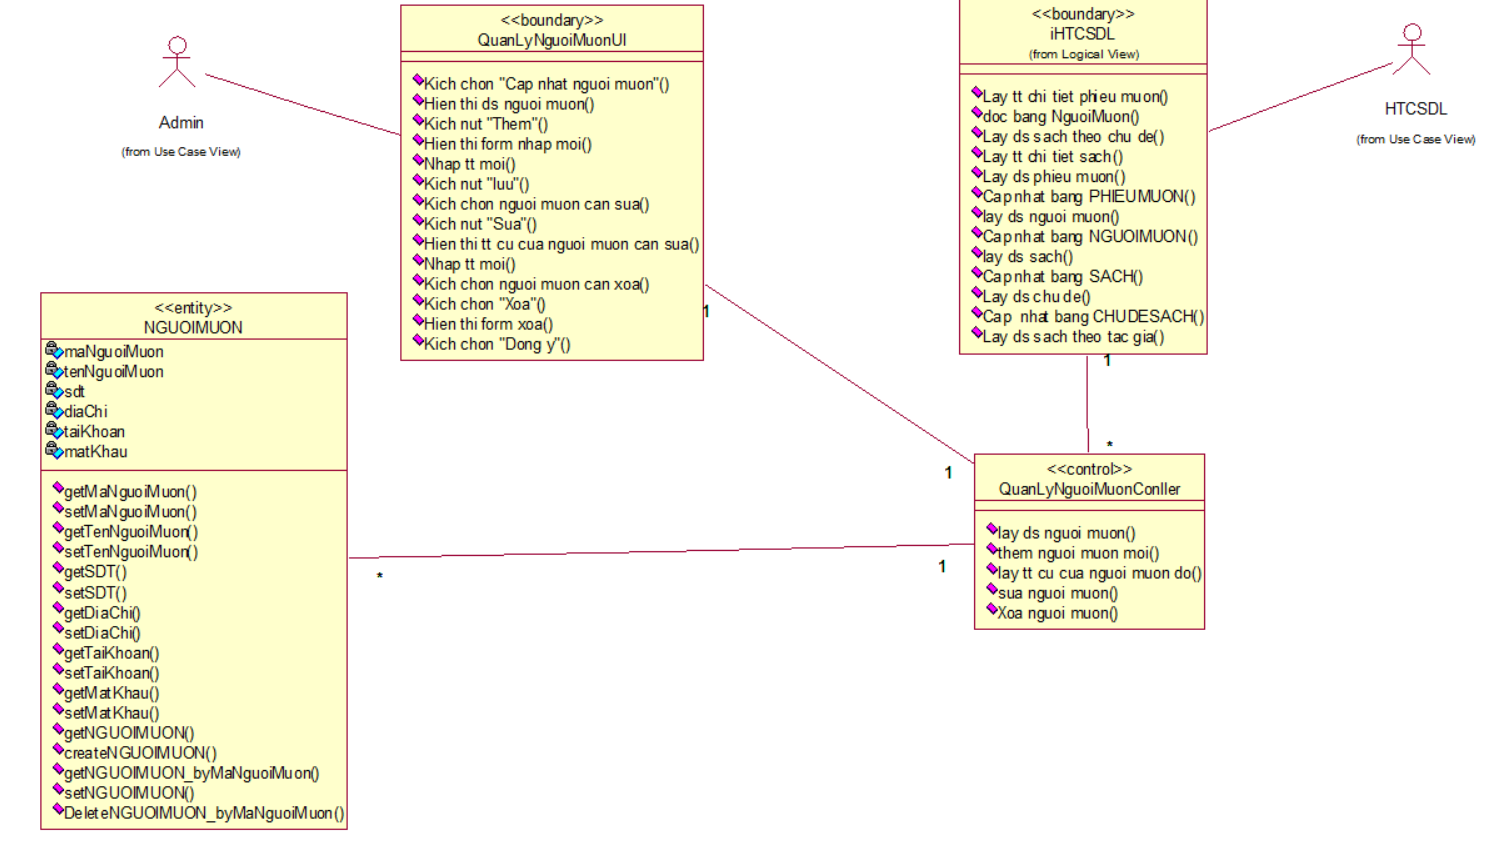 Admin
(from Use Case View)
<<boundary>>
QuanLyNguoiMuonUI
Kich chon "Cap nhat nguoi muon"()
Hien thi ds nguoi muon()
Kich nut "Them"()
Hien thi form nhap moi()
Nhap tt moi()
Kich nut "luu"()
Kich chon nguoi muon can sua()
Kich nut "Sua"()
Hien thi tt cu cua nguoi muon can sua()
Nhap tt moi()
Kich chon nguoi muon can xoa()
Kich chon "Xoa"()
Hien thi form xoa()
Kich chon "Dong y"()
1
<<boundary>>
iHTCSDL
(from Logical View)
Lay tt chi tiet phieu muon()
doc bang NguoiMuon()
Lay ds sach theo chu de()
Lay tt chi tiet sach()
Lay ds phieu muon()
Cap nhat bang PHIEUMUON()
lay ds nguoi muon()
Cap nhat bang NGUOIMUON()
lay ds sach()
Cap nhat bang SACH()
Lay ds chu de()
Cap nhat bang CHUDESACH()
Lay ds sach theo tac gia()
1
*
HTCSDL
(from Use Case View)
<<entity>>
NGUOIMUON
maNguoiMuon
tenNguoiMuon
sdt
diaChi
taiKhoan
matKhau
getMaNguoiMuon()
setMaNguoiMuon()
getTenNguoiMuon()
setTenNguoiMuon()
getSDT()
setSDT()
getDiaChi()
setDiaChi()
getTaiKhoan()
setTaiKhoan()
getMatKhau()
setMatKhau()
getNGUOIMUON()
createNGUOIMUON()
getNGUOIMUON_byMaNguoiMuon()
setNGUOIMUON()
DeleteNGUOIMUON_byMaNguoiMuon()
*
1
1
<<control>>
QuanLyNguoiMuonConller
lay ds nguoi muon()
them nguoi muon moi()
lay tt cu cua nguoi muon do()
sua nguoi muon()
Xoa nguoi muon()